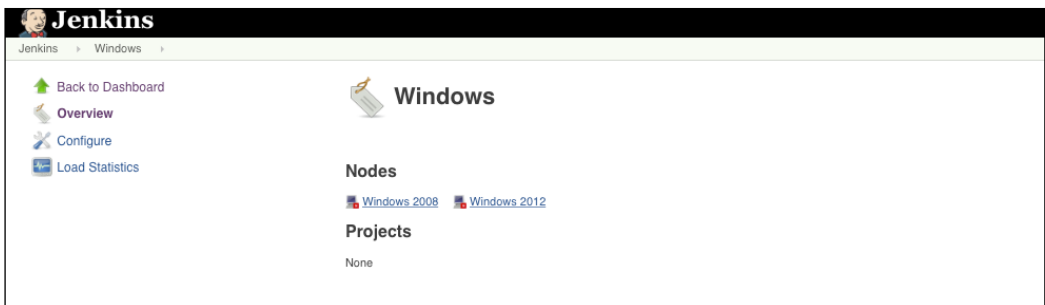 Jenkins
Jenkins Windows
Back to Dashboard
Overview
Configure
Load Statistics
Windows
Nodes
Windows 2008 Windows 2012
Projects
None